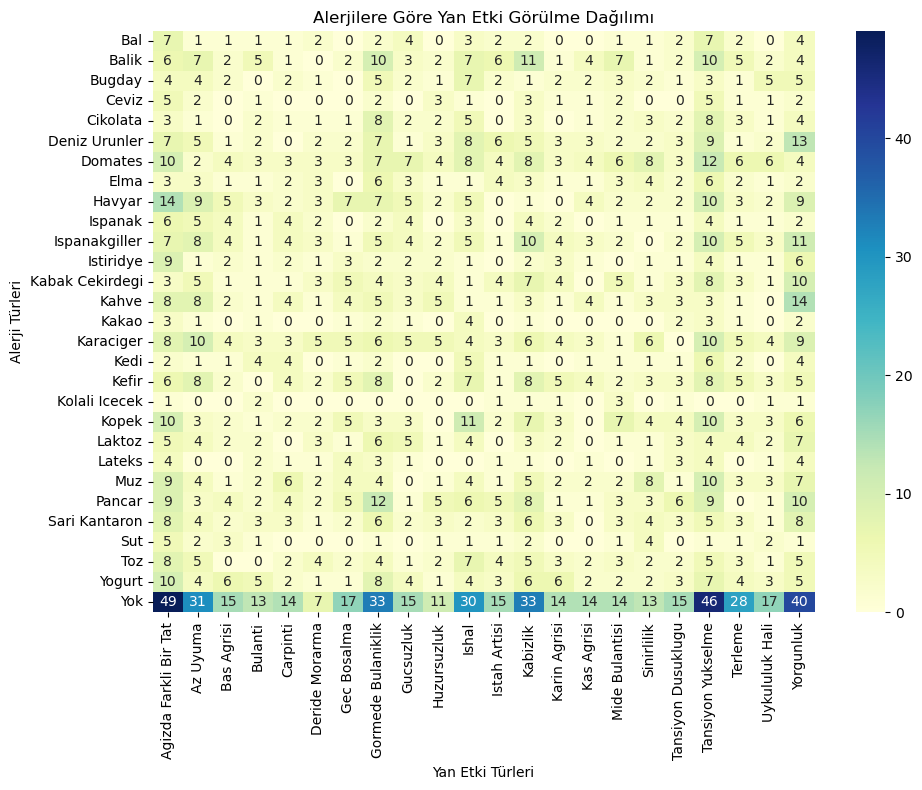 Alerjilere Göre Yan Etki Görülme Dağılımı
Alerji Türleri
Bal 7 1 1 1 1 2 0 2 4 0 3 2 2 0 0 1 1 2 7 2 0 4
Balik 6 7 2 5 1 0 2 10 3 2 7 6 11 1 4 7 1 2 10 5 2 4
Bugday 4 4 2 0 2 1 0 5 2 1 7 2 1 2 2 3 2 1 3 1 5 5
Ceviz 5 2 0 1 0 0 0 2 0 3 1 0 3 1 1 2 0 0 5 1 1 2
Cikolata 3 1 0 2 1 1 1 8 2 2 5 0 3 0 1 2 3 2 8 3 1 4
Deniz Urunler 7 5 1 2 0 2 2 7 1 3 8 6 5 3 3 2 2 3 9 1 2 13
Domates 10 2 4 3 3 3 3 7 7 4 8 4 8 3 4 6 8 3 12 6 6 4
Elma 3 3 1 1 2 3 0 6 3 1 1 4 3 1 1 3 4 2 6 2 1 2
Havyar 14 9 5 3 2 3 7 7 5 2 5 0 1 0 4 2 2 2 10 3 2 9
Ispanak 6 5 4 1 4 2 0 2 4 0 3 0 4 2 0 1 1 1 4 1 1 2
Ispanakgiller 7 8 4 1 4 3 1 5 4 2 5 1 10 4 3 2 0 2 10 5 3 11
Istiridye 9 1 2 1 2 1 3 2 2 2 1 0 2 3 1 0 1 1 4 1 1 6
Kabak Cekirdegi 3 5 1 1 1 3 5 4 3 3 1 4 7 4 0 5 1 3 8 3 1 10
Kahve 8 8 2 1 4 1 4 5 3 5 1 1 3 1 4 1 3 3 3 1 0 14
Kakao 3 1 0 1 0 0 1 2 1 0 4 0 1 0 0 0 0 2 3 1 0 2
Karaciger 8 10 4 3 3 5 5 6 5 5 4 3 6 4 3 1 6 0 10 5 4 9
Kedi 2 1 1 4 4 0 1 2 0 0 5 1 1 0 1 1 1 1 6 2 0 4
Kefir 6 8 2 0 4 2 5 8 0 2 7 1 8 5 4 2 3 3 8 5 3 5
Kolali Icecek 1 0 0 2 0 0 0 0 0 0 0 1 1 1 0 3 0 1 0 0 1 1
Kopek 10 3 2 1 2 2 5 3 3 0 11 2 7 3 0 7 4 4 10 3 3 6
Laktoz 5 4 2 2 0 3 1 6 5 1 4 0 3 2 0 1 1 3 4 4 2 7
Lateks 4 0 0 2 1 1 4 3 1 0 0 1 1 0 1 0 1 3 4 0 1 4
Muz 9 4 1 2 6 2 4 4 0 1 4 1 5 2 2 2 8 1 10 3 3 7
Pancar 9 3 4 2 4 2 5 12 1 5 6 5 8 1 1 3 3 6 9 0 1 10
Sari Kantaron 8 4 2 3 3 1 2 6 2 3 2 3 6 3 0 3 4 3 5 3 1 8
Sut 5 2 3 1 0 0 0 1 0 1 1 1 2 0 0 1 4 0 1 1 2 1
Toz 8 5 0 0 2 4 2 4 1 2 7 4 5 3 2 3 2 2 5 3 1 5
Yogurt 10 4 6 5 2 1 1 8 4 1 4 3 6 6 2 2 2 3 7 4 3 5
Yok 49 31 15 13 14 7 17 33 15 11 30 15 33 14 14 14 13 15 46 28 17 40
Agizda Farkli Bir Tat
Az Uyuma
Bas Agrisi
Bulanti
Carpinti
Deride Morarma
Gec Bosalma
Gormede Bulaniklik
Gucsuzluk
Huzursuzluk
Ishal
Istah Artisi
Kabizlik
Karin Agrisi
Kas Agrisi
Mide Bulantisi
Sinirlilik
Tansiyon Dusuklugu
Tansiyon Yukselme
Terleme
Uykululuk Hali
Yorgunluk
Yan Etki Türleri
40
30
20
10
0